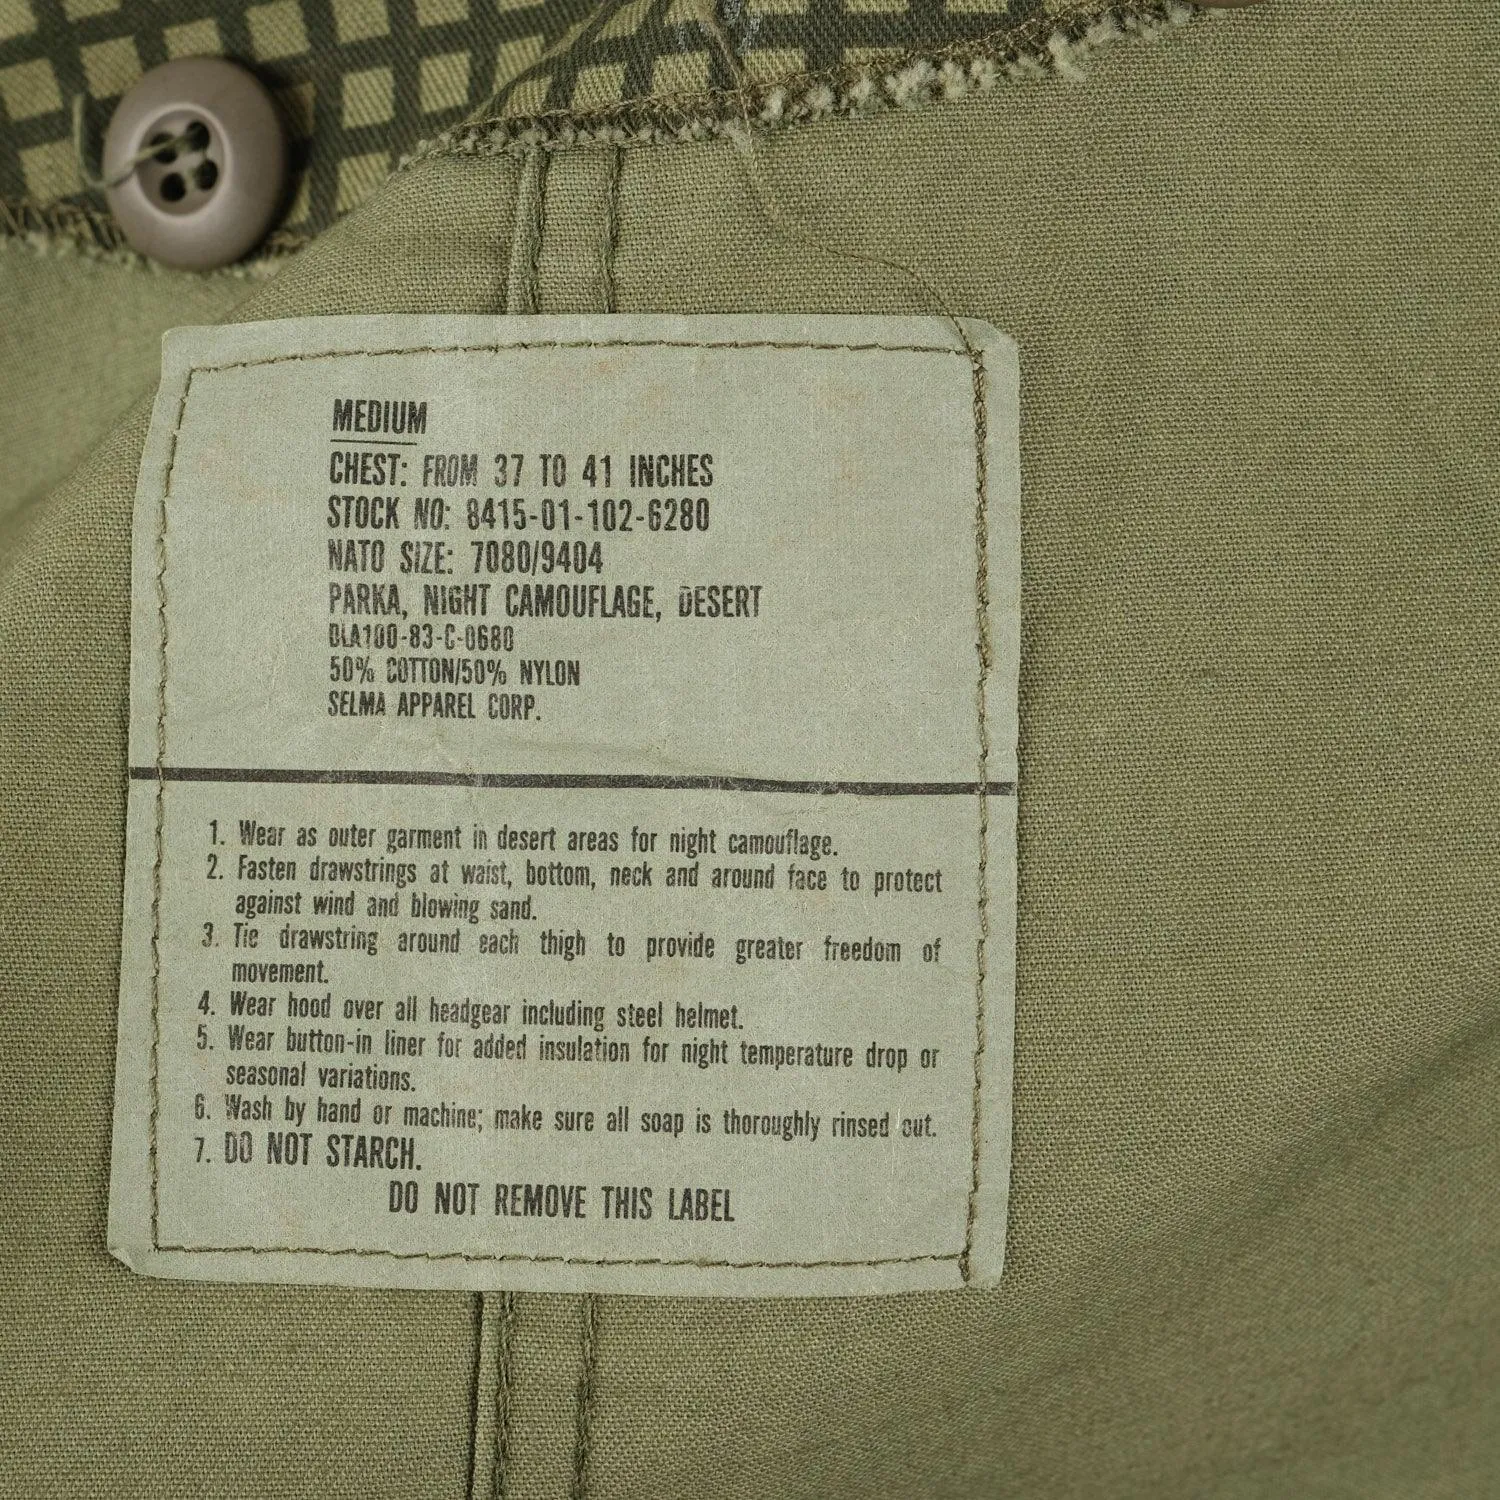 MEDIUM
CHEST: FROM 37 TO 41 INCHES
STOCK NO: 8415-01-102-6280
NATO SIZE: 7080/9404
PARKA, NIGHT CAMOUFLAGE, DESERT
DLA100-83-C-0680
50% COTTON/50% NYLON
SELMA APPAREL CORP.
1. Wear as outer garment in desert areas for night camouflage.
2. Fasten drawstrings at waist, bottom, neck and around face to protect
against wind and blowing sand.
3. Tie drawstring around each thigh to provide greater freedom of
movement.
4. Wear hood over all headgear including steel helmet.
5. Wear button-in liner for added insulation for night temperature drop or
seasonal variations.
6. Wash by hand or machine; make sure all soap is thoroughly rinsed out.
7. DO NOT STARCH.
DO NOT REMOVE THIS LABEL